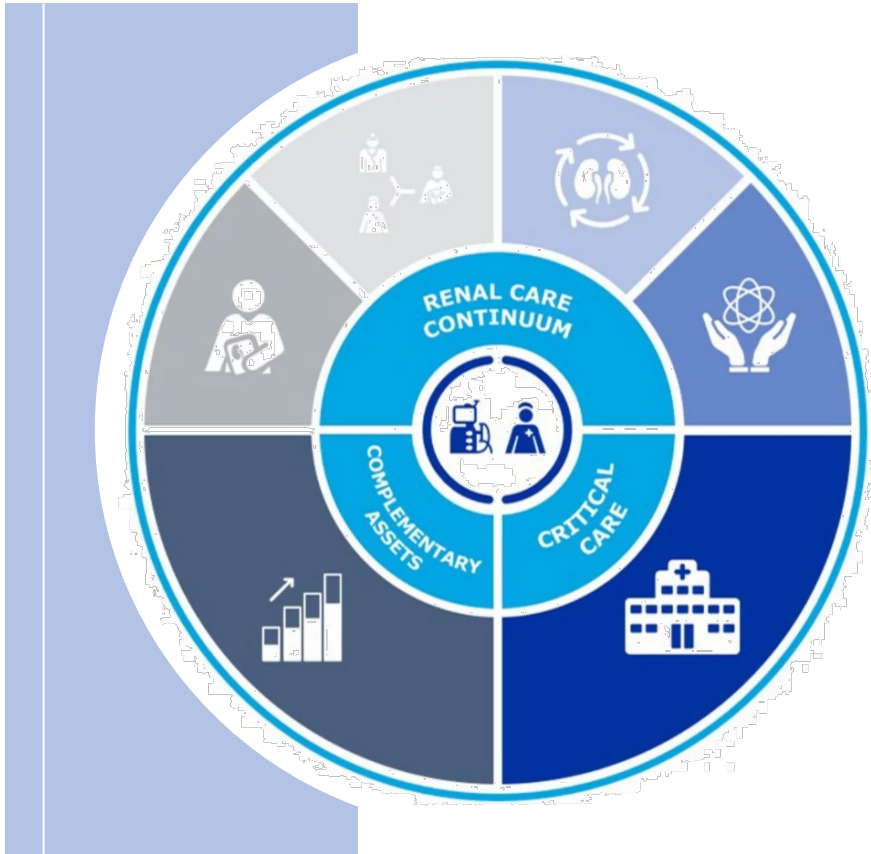 RENAL CARE
CONTINUUM
COMPLEMENTARY
ASSETS
CRITICAL
CARE